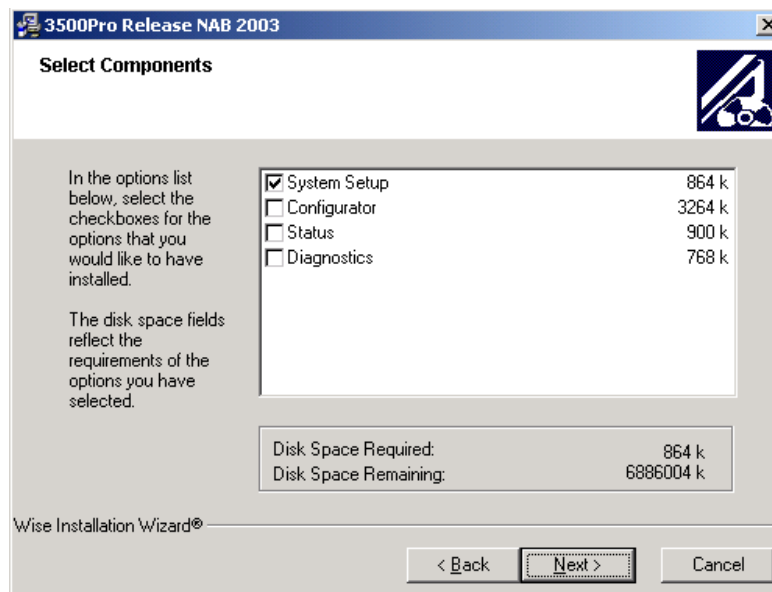 3500Pro Release NAB 2003
Select Components
In the options list
below, select the
checkboxes for the
options that you
would like to have
installed.
The disk space fields
reflect the
requirements of the
options you have
selected.
System Setup 864 k
Configurator 3264 k
Status 900 k
Diagnostics 768 k
Disk Space Required: 864 k
Disk Space Remaining: 6886004 k
Wise Installation Wizard®
< Back Next > Cancel